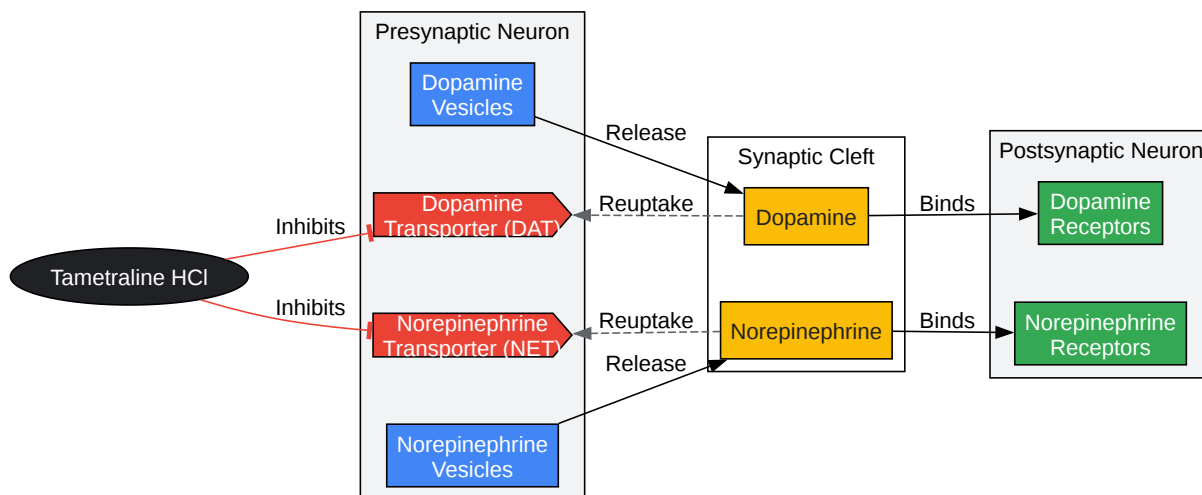 Presynaptic Neuron
Dopamine
Vesicles
Release
Synaptic Cleft
Postsynaptic Neuron
Inhibits
Dopamine
Transporter (DAT)
Reuptake
Dopamine
Binds
Dopamine
Receptors
Tametraline HCl
Inhibits
Norepinephrine
Transporter (NET)
Reuptake
Norepinephrine
Binds
Norepinephrine
Receptors
Release
Norepinephrine
Vesicles